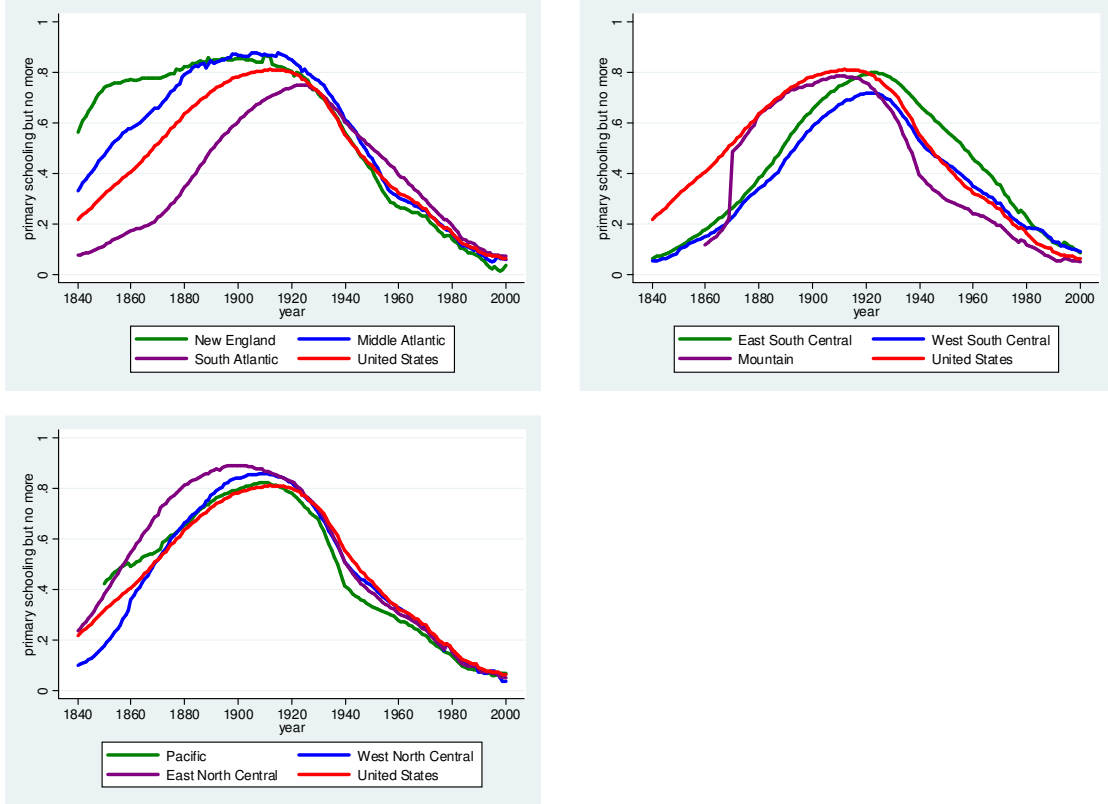 primary schooling but no more
0 .2 .4 .6 .8 1
1840 1860 1880 1900 1920 1940 1960 1980 2000
year
New England Middle Atlantic
South Atlantic United States
primary schooling but no more
0 .2 .4 .6 .8 1
1840 1860 1880 1900 1920 1940 1960 1980 2000
year
East South Central West South Central
Mountain United States
primary schooling but no more
0 .2 .4 .6 .8 1
1840 1860 1880 1900 1920 1940 1960 1980 2000
year
Pacific West North Central
East North Central United States